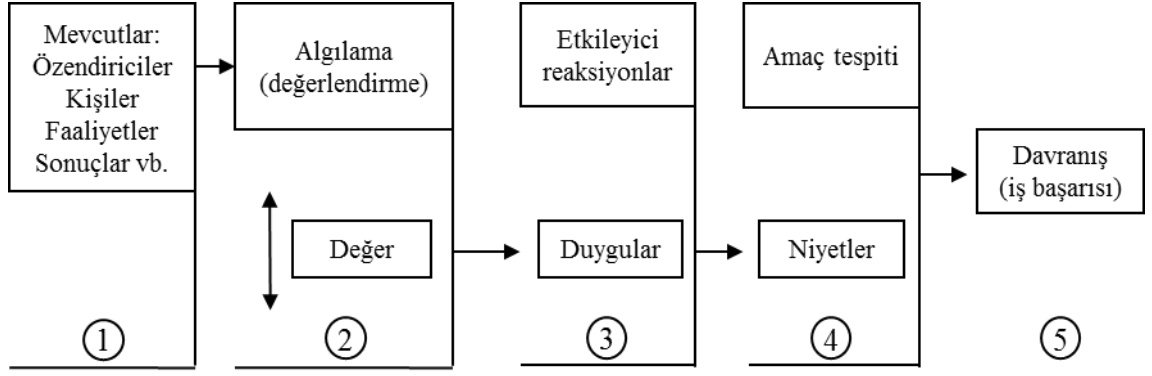 Mevcutlar:
Özendiriciler
Kişiler
Faaliyetler
Sonuçlar vb.
Algılama
(değerlendirme)
Değer
Etkileyici
reaksiyonlar
Duygular
Amaç tespiti
Niyetler
Davranış
(iş başarısı)
1
2
3
4
5